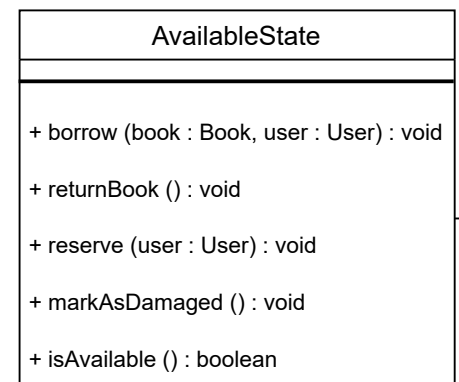 AvailableState
+ borrow (book : Book, user : User) : void
+ returnBook () : void
+ reserve (user : User) : void
+ markAsDamaged () : void
+ isAvailable () : boolean